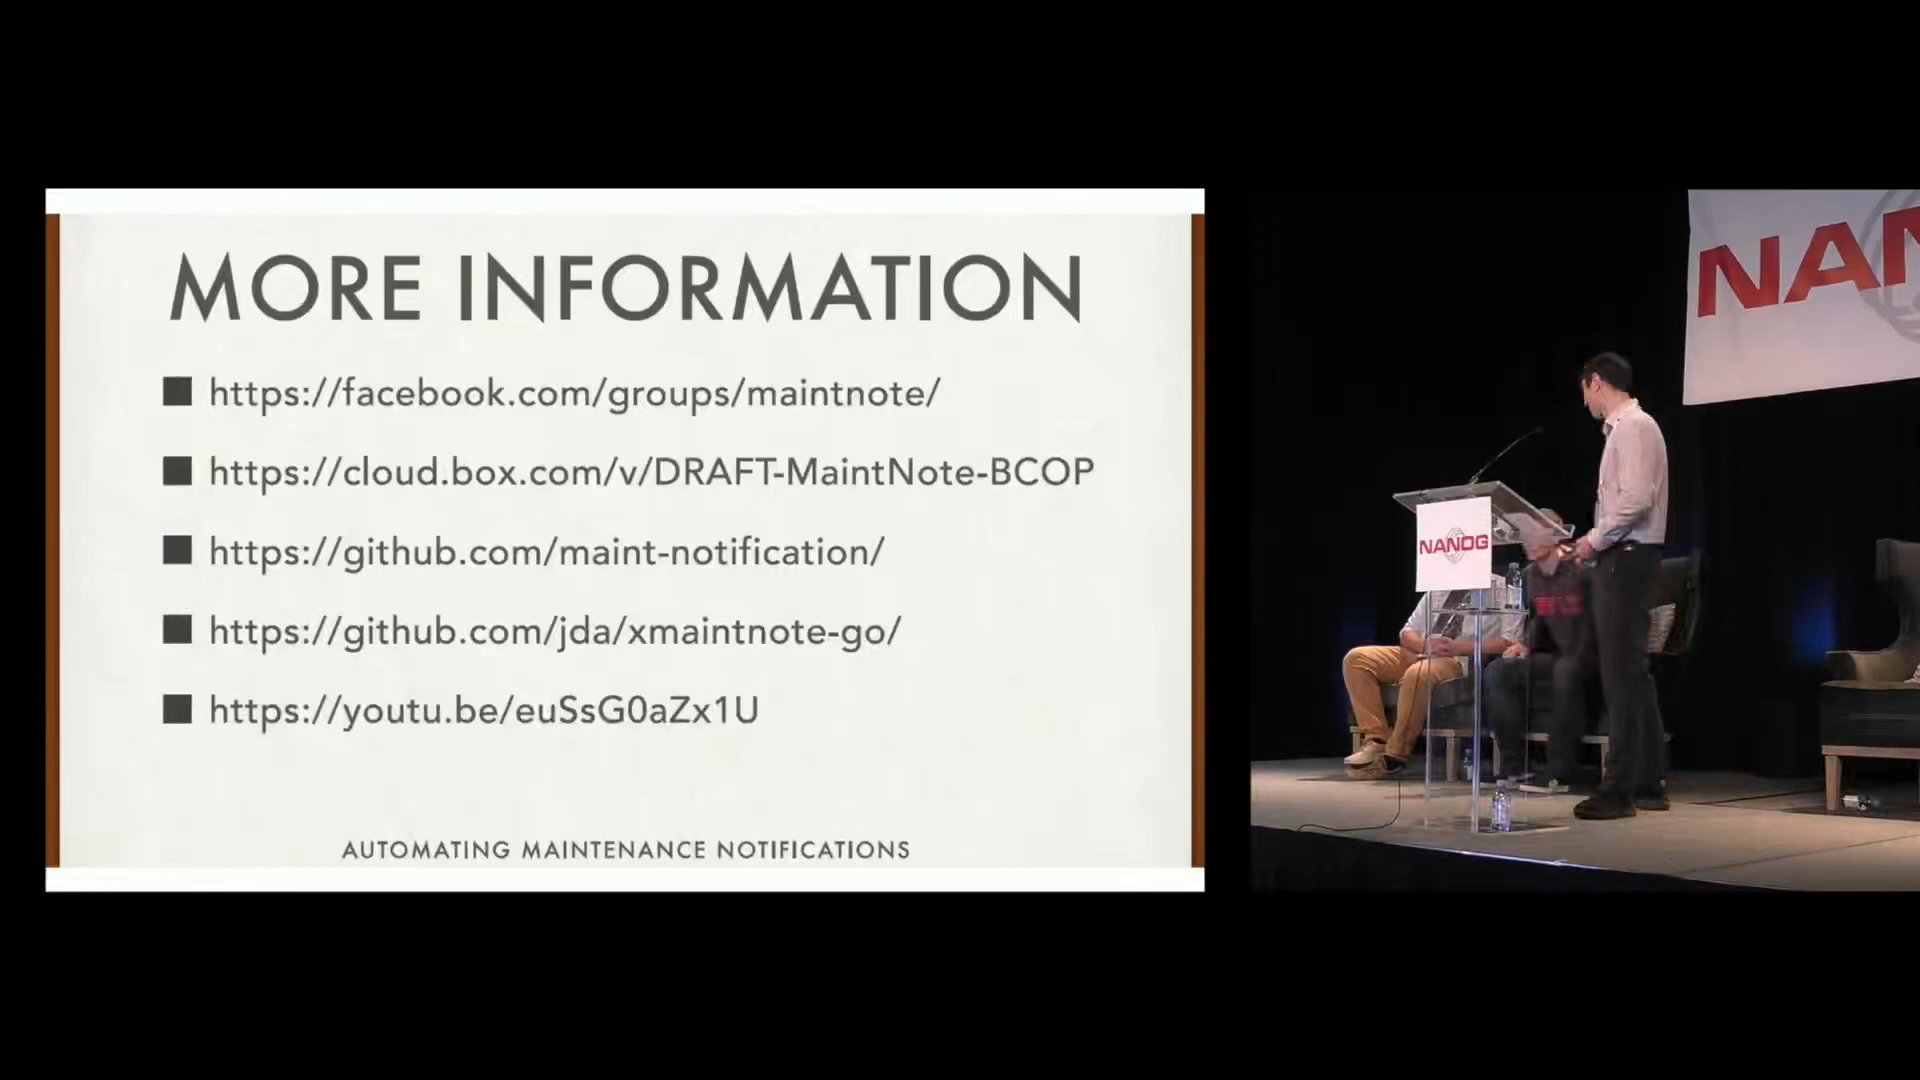 MORE INFORMATION
https://facebook.com/groups/maintnote/
https://cloud.box.com/v/DRAFT-MaintNote-BCOP
https://github.com/maint-notification/
https://github.com/jda/xmaintnote-go/
https://youtu.be/euSsG0aZx1U
AUTOMATING MAINTENANCE NOTIFICATIONS
NAN
NANOG